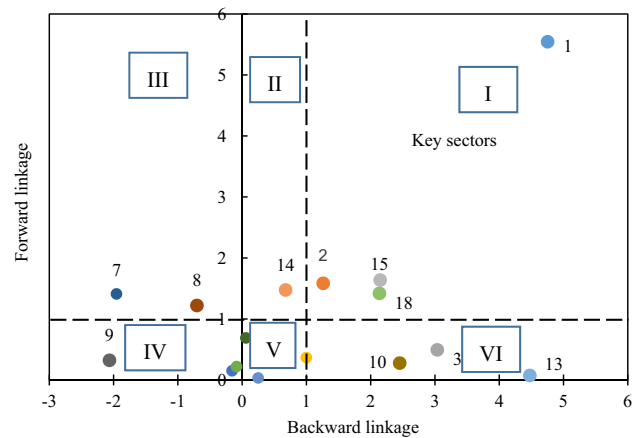 6
5
4
3
2
1
0
-3 -2 -1 0 1 2 3 4 5 6
Forward linkage
Backward linkage
III
II
I
1
Key sectors
7
8
14
2
15
18
9
IV
V
10
3
VI
13